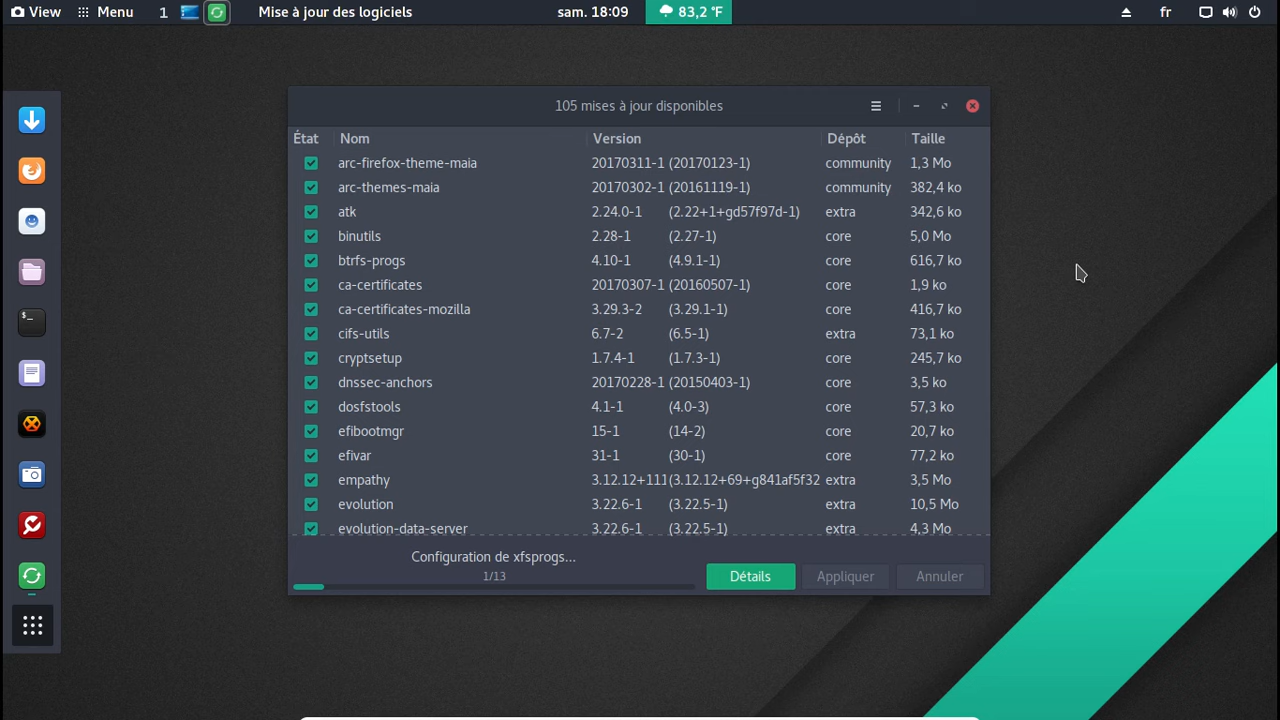 View Menu 1 Mise à jour des logiciels sam. 18:09 83,2 °F fr
105 mises à jour disponibles
État Nom Version Dépôt Taille
arc-firefox-theme-maia 20170311-1 (20170123-1) community 1,3 Mo
arc-themes-maia 20170302-1 (20161119-1) community 382,4 ko
atk 2.24.0-1 (2.22+1+gd57f97d-1) extra 342,6 ko
binutils 2.28-1 (2.27-1) core 5,0 Mo
btrfs-progs 4.10-1 (4.9.1-1) core 616,7 ko
ca-certificates 20170307-1 (20160507-1) core 1,9 ko
ca-certificates-mozilla 3.29.3-2 (3.29.1-1) core 416,7 ko
cifs-utils 6.7-2 (6.5-1) extra 73,1 ko
cryptsetup 1.7.4-1 (1.7.3-1) core 245,7 ko
dnssec-anchors 20170228-1 (20150403-1) core 3,5 ko
dosfstools 4.1-1 (4.0-3) core 57,3 ko
efibootmgr 15-1 (14-2) core 20,7 ko
efivar 31-1 (30-1) core 77,2 ko
empathy 3.12.12+111 (3.12.12+69+g841af5f32 extra 3,5 Mo
evolution 3.22.6-1 (3.22.5-1) extra 10,5 Mo
evolution-data-server 3.22.6-1 (3.22.5-1) extra 4,3 Mo
Configuration de xfsprogs...
1/13
Détails Appliquer Annuler